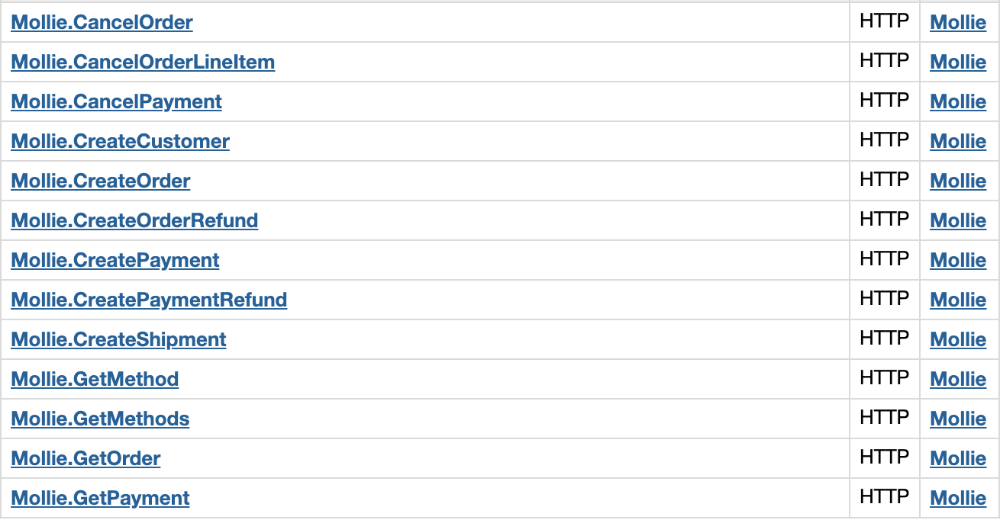 Mollie.CancelOrder HTTP Mollie
Mollie.CancelOrderLineItem HTTP Mollie
Mollie.CancelPayment HTTP Mollie
Mollie.CreateCustomer HTTP Mollie
Mollie.CreateOrder HTTP Mollie
Mollie.CreateOrderRefund HTTP Mollie
Mollie.CreatePayment HTTP Mollie
Mollie.CreatePaymentRefund HTTP Mollie
Mollie.CreateShipment HTTP Mollie
Mollie.GetMethod HTTP Mollie
Mollie.GetMethods HTTP Mollie
Mollie.GetOrder HTTP Mollie
Mollie.GetPayment HTTP Mollie